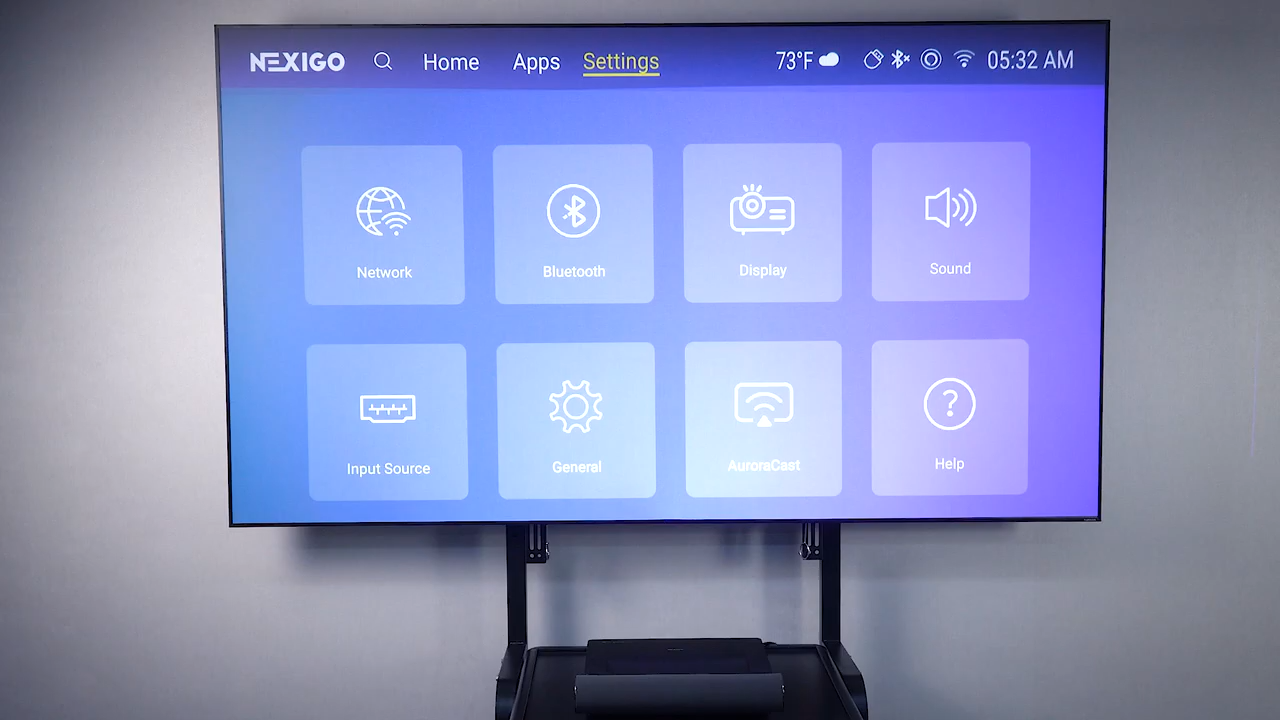 NEXIGO Home Apps Settings 73°F 05:32 AM
Network Bluetooth Display Sound
Input Source General AuroraCast Help